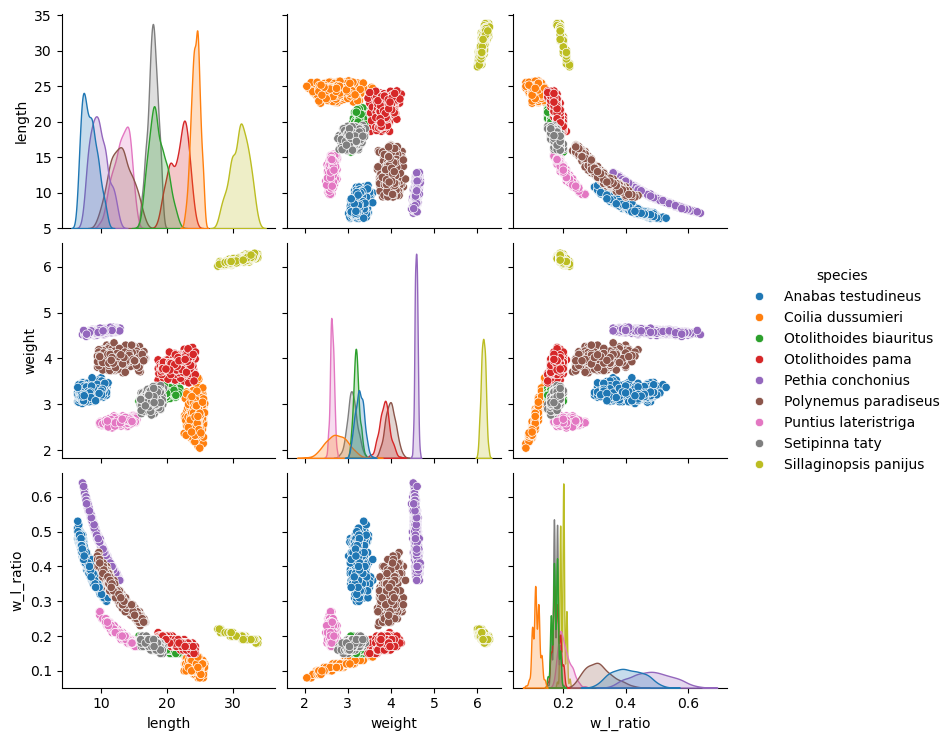 35
30
25
20
15
10
5
length
6
5
4
3
2
weight
0.6
0.5
0.4
0.3
0.2
0.1
w_l_ratio
10 20 30
length
2 3 4 5 6
weight
0.2 0.4 0.6
w_l_ratio
species
Anabas testudineus
Coilia dussumieri
Otolithoides biauritus
Otolithoides pama
Pethia conchonius
Polynemus paradiseus
Puntius lateristriga
Setipinna taty
Sillaginopsis panijus